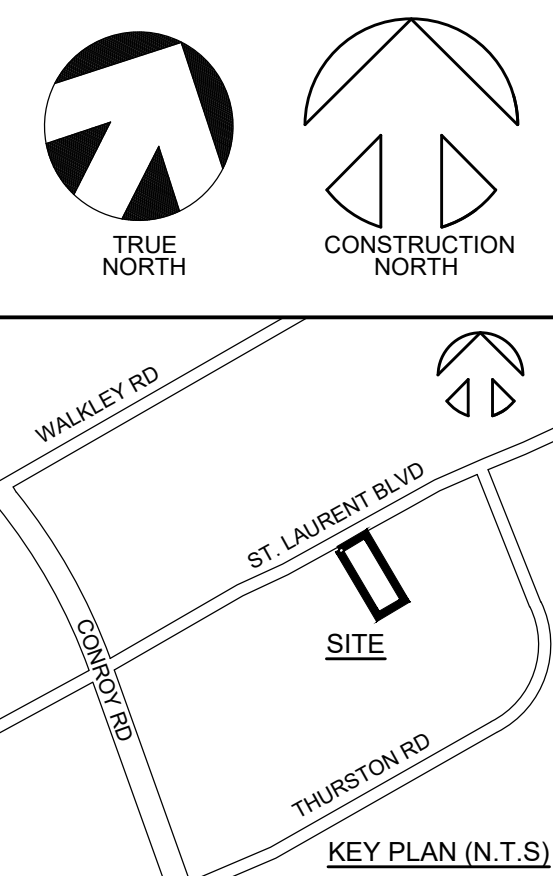 TRUE
NORTH
CONSTRUCTION
NORTH
WALKLEY RD
ST. LAURENT BLVD
CONROY RD
SITE
THURSTON RD
KEY PLAN (N.T.S)